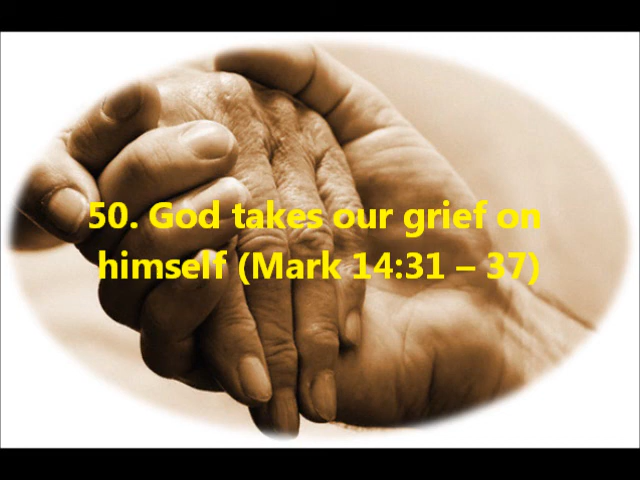 50. God takes our grief on
himself (Mark 14:31 – 37)